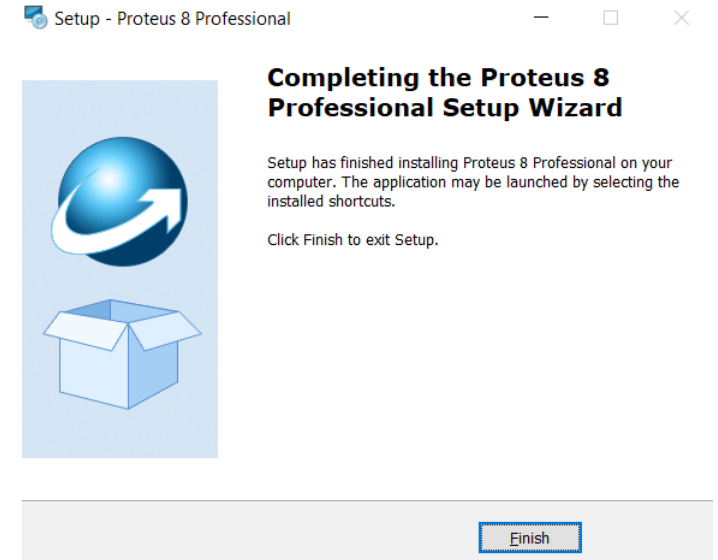 Setup - Proteus 8 Professional
Completing the Proteus 8
Professional Setup Wizard
Setup has finished installing Proteus 8 Professional on your
computer. The application may be launched by selecting the
installed shortcuts.
Click Finish to exit Setup.
Finish